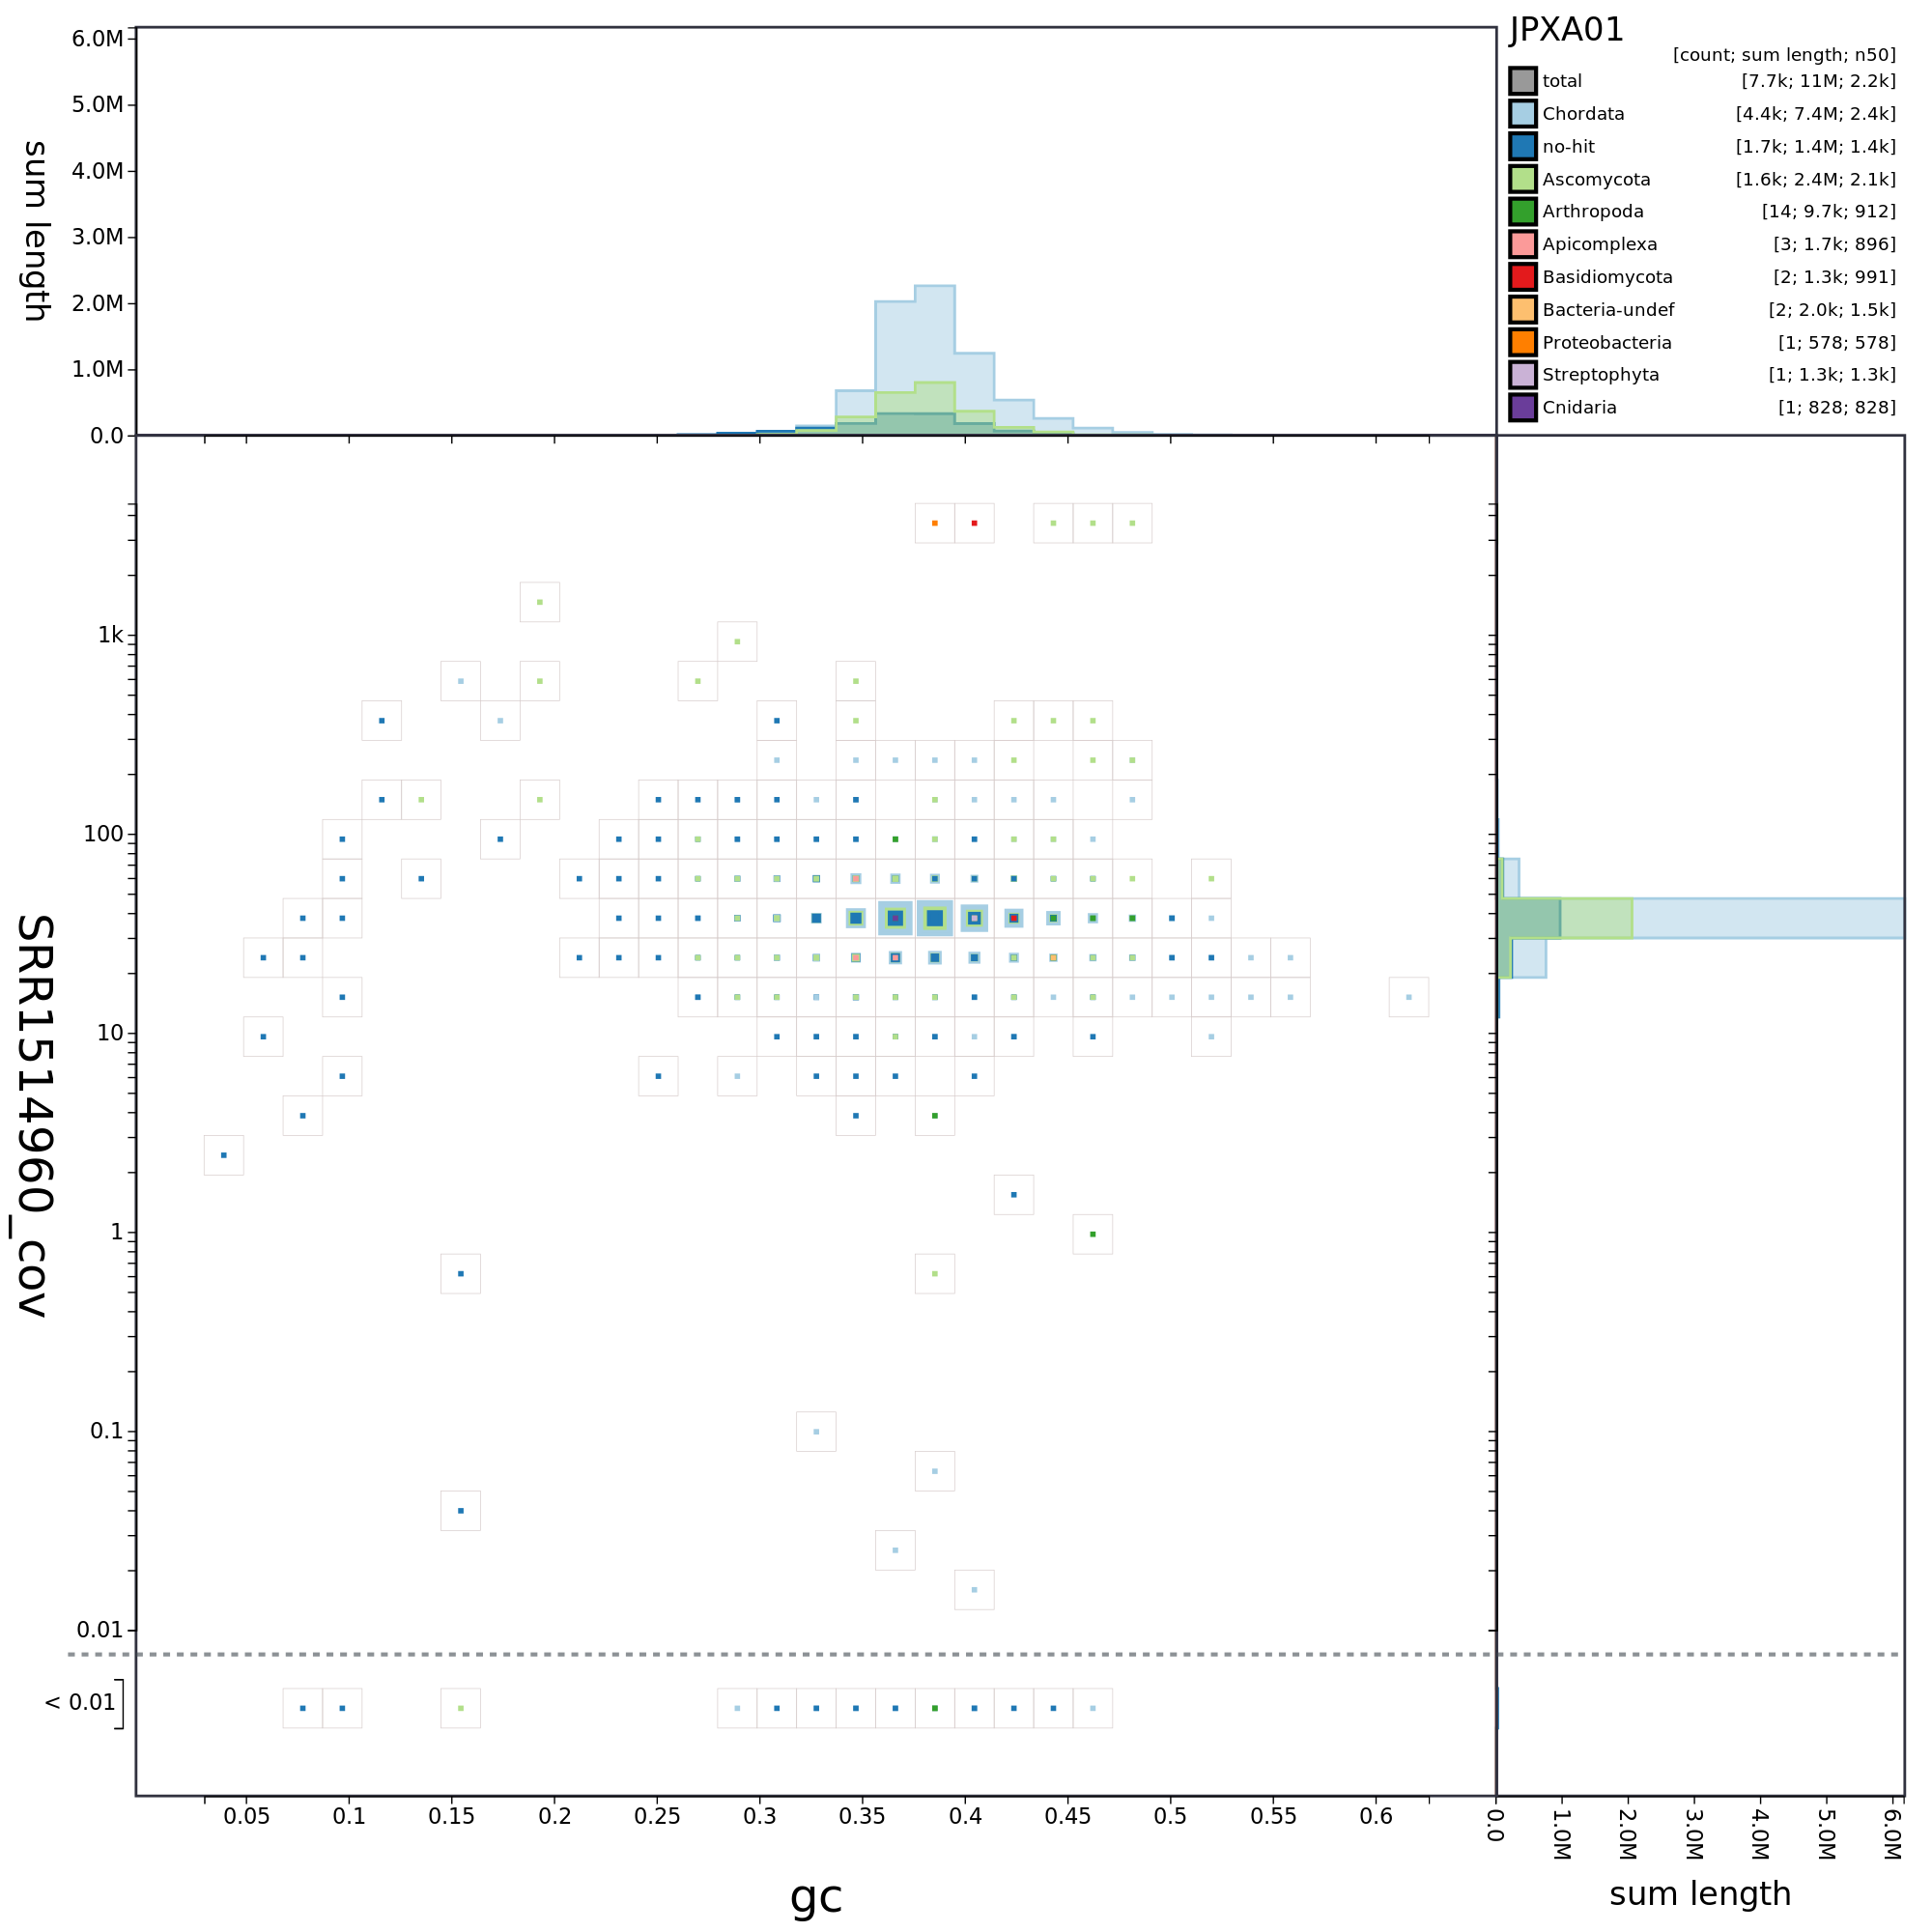 JPXA01
[count; sum length; n50]
total [7.7k; 11M; 2.2k]
Chordata [4.4k; 7.4M; 2.4k]
no-hit [1.7k; 1.4M; 1.4k]
Ascomycota [1.6k; 2.4M; 2.1k]
Arthropoda [14; 9.7k; 912]
Apicomplexa [3; 1.7k; 896]
Basidiomycota [2; 1.3k; 991]
Bacteria-undef [2; 2.0k; 1.5k]
Proteobacteria [1; 578; 578]
Streptophyta [1; 1.3k; 1.3k]
Cnidaria [1; 828; 828]
sum length
6.0M
5.0M
4.0M
3.0M
2.0M
1.0M
0.0
SRR1514960_cov
1k
100
10
1
0.1
0.01
< 0.01
0.05 0.1 0.15 0.2 0.25 0.3 0.35 0.4 0.45 0.5 0.55 0.6
gc
0.0 1.0M 2.0M 3.0M 4.0M 5.0M 6.0M
sum length